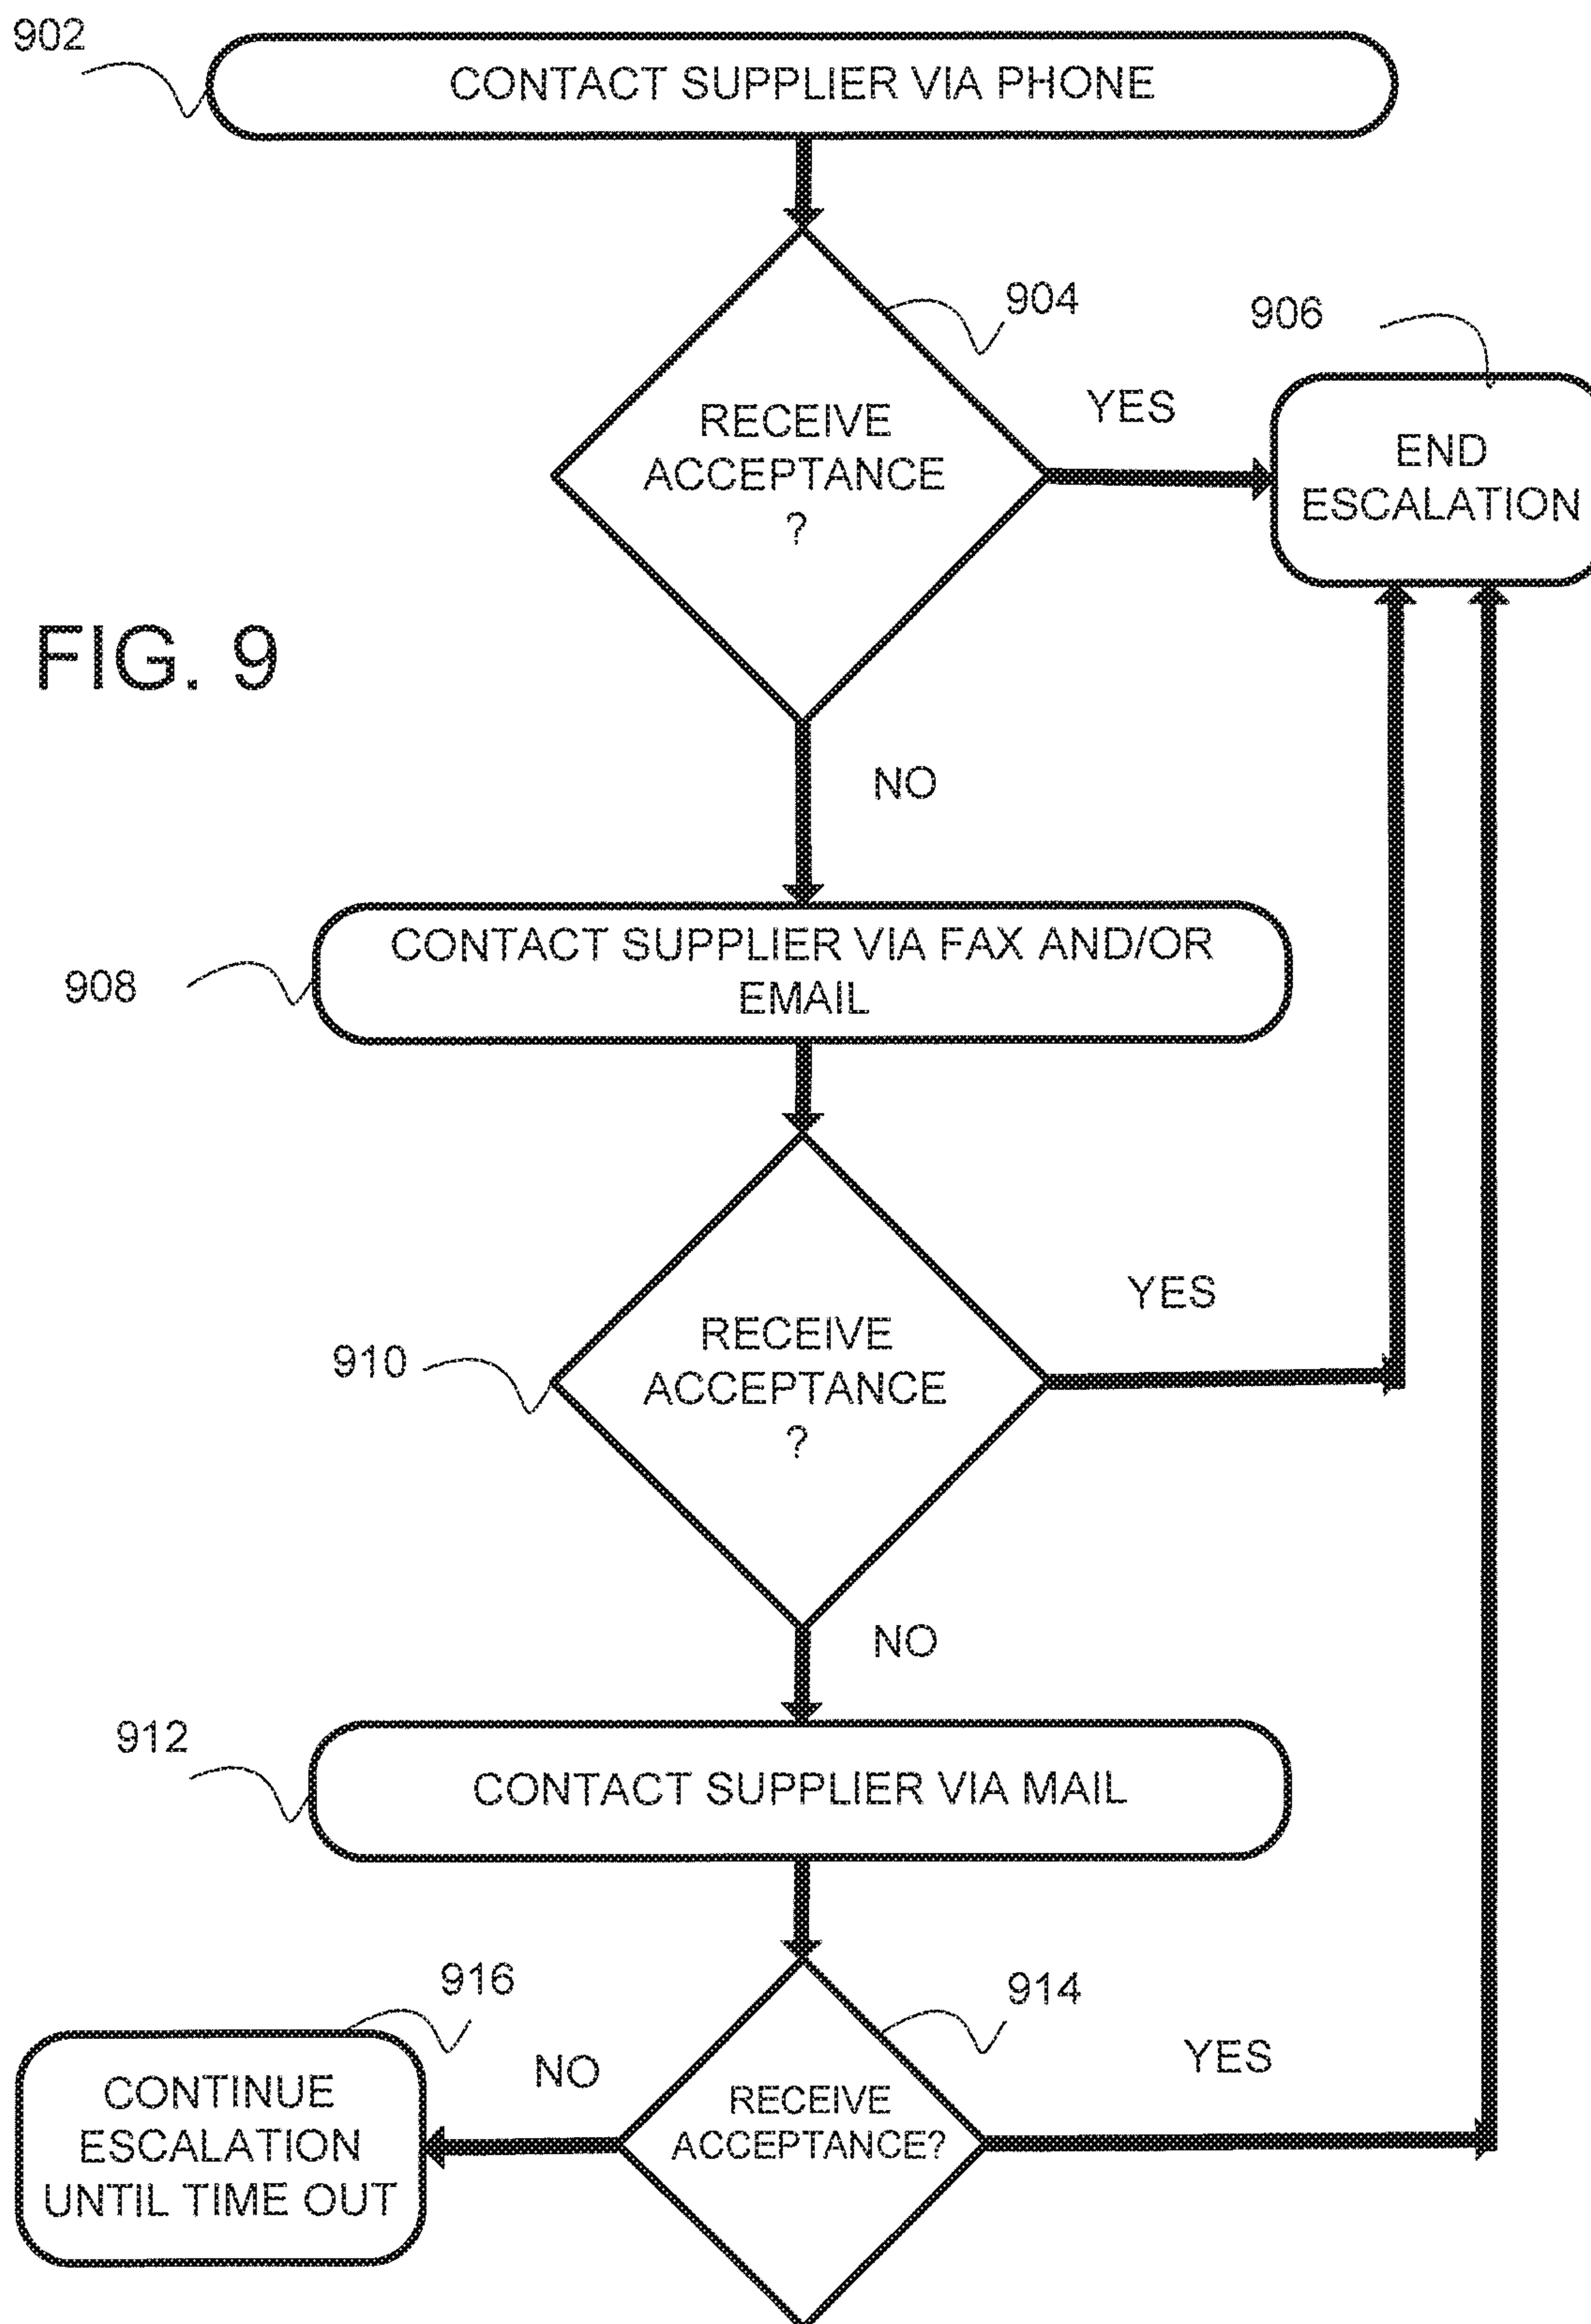 902
CONTACT SUPPLIER VIA PHONE
904
906
YES
RECEIVE
ACCEPTANCE
?
END
ESCALATION
FIG. 9
NO
CONTACT SUPPLIER VIA FAX AND/OR
EMAIL
908
YES
RECEIVE
ACCEPTANCE
?
910
NO
912
CONTACT SUPPLIER VIA MAIL
916
914
NO
YES
CONTINUE
ESCALATION
UNTIL TIME OUT
RECEIVE
ACCEPTANCE?